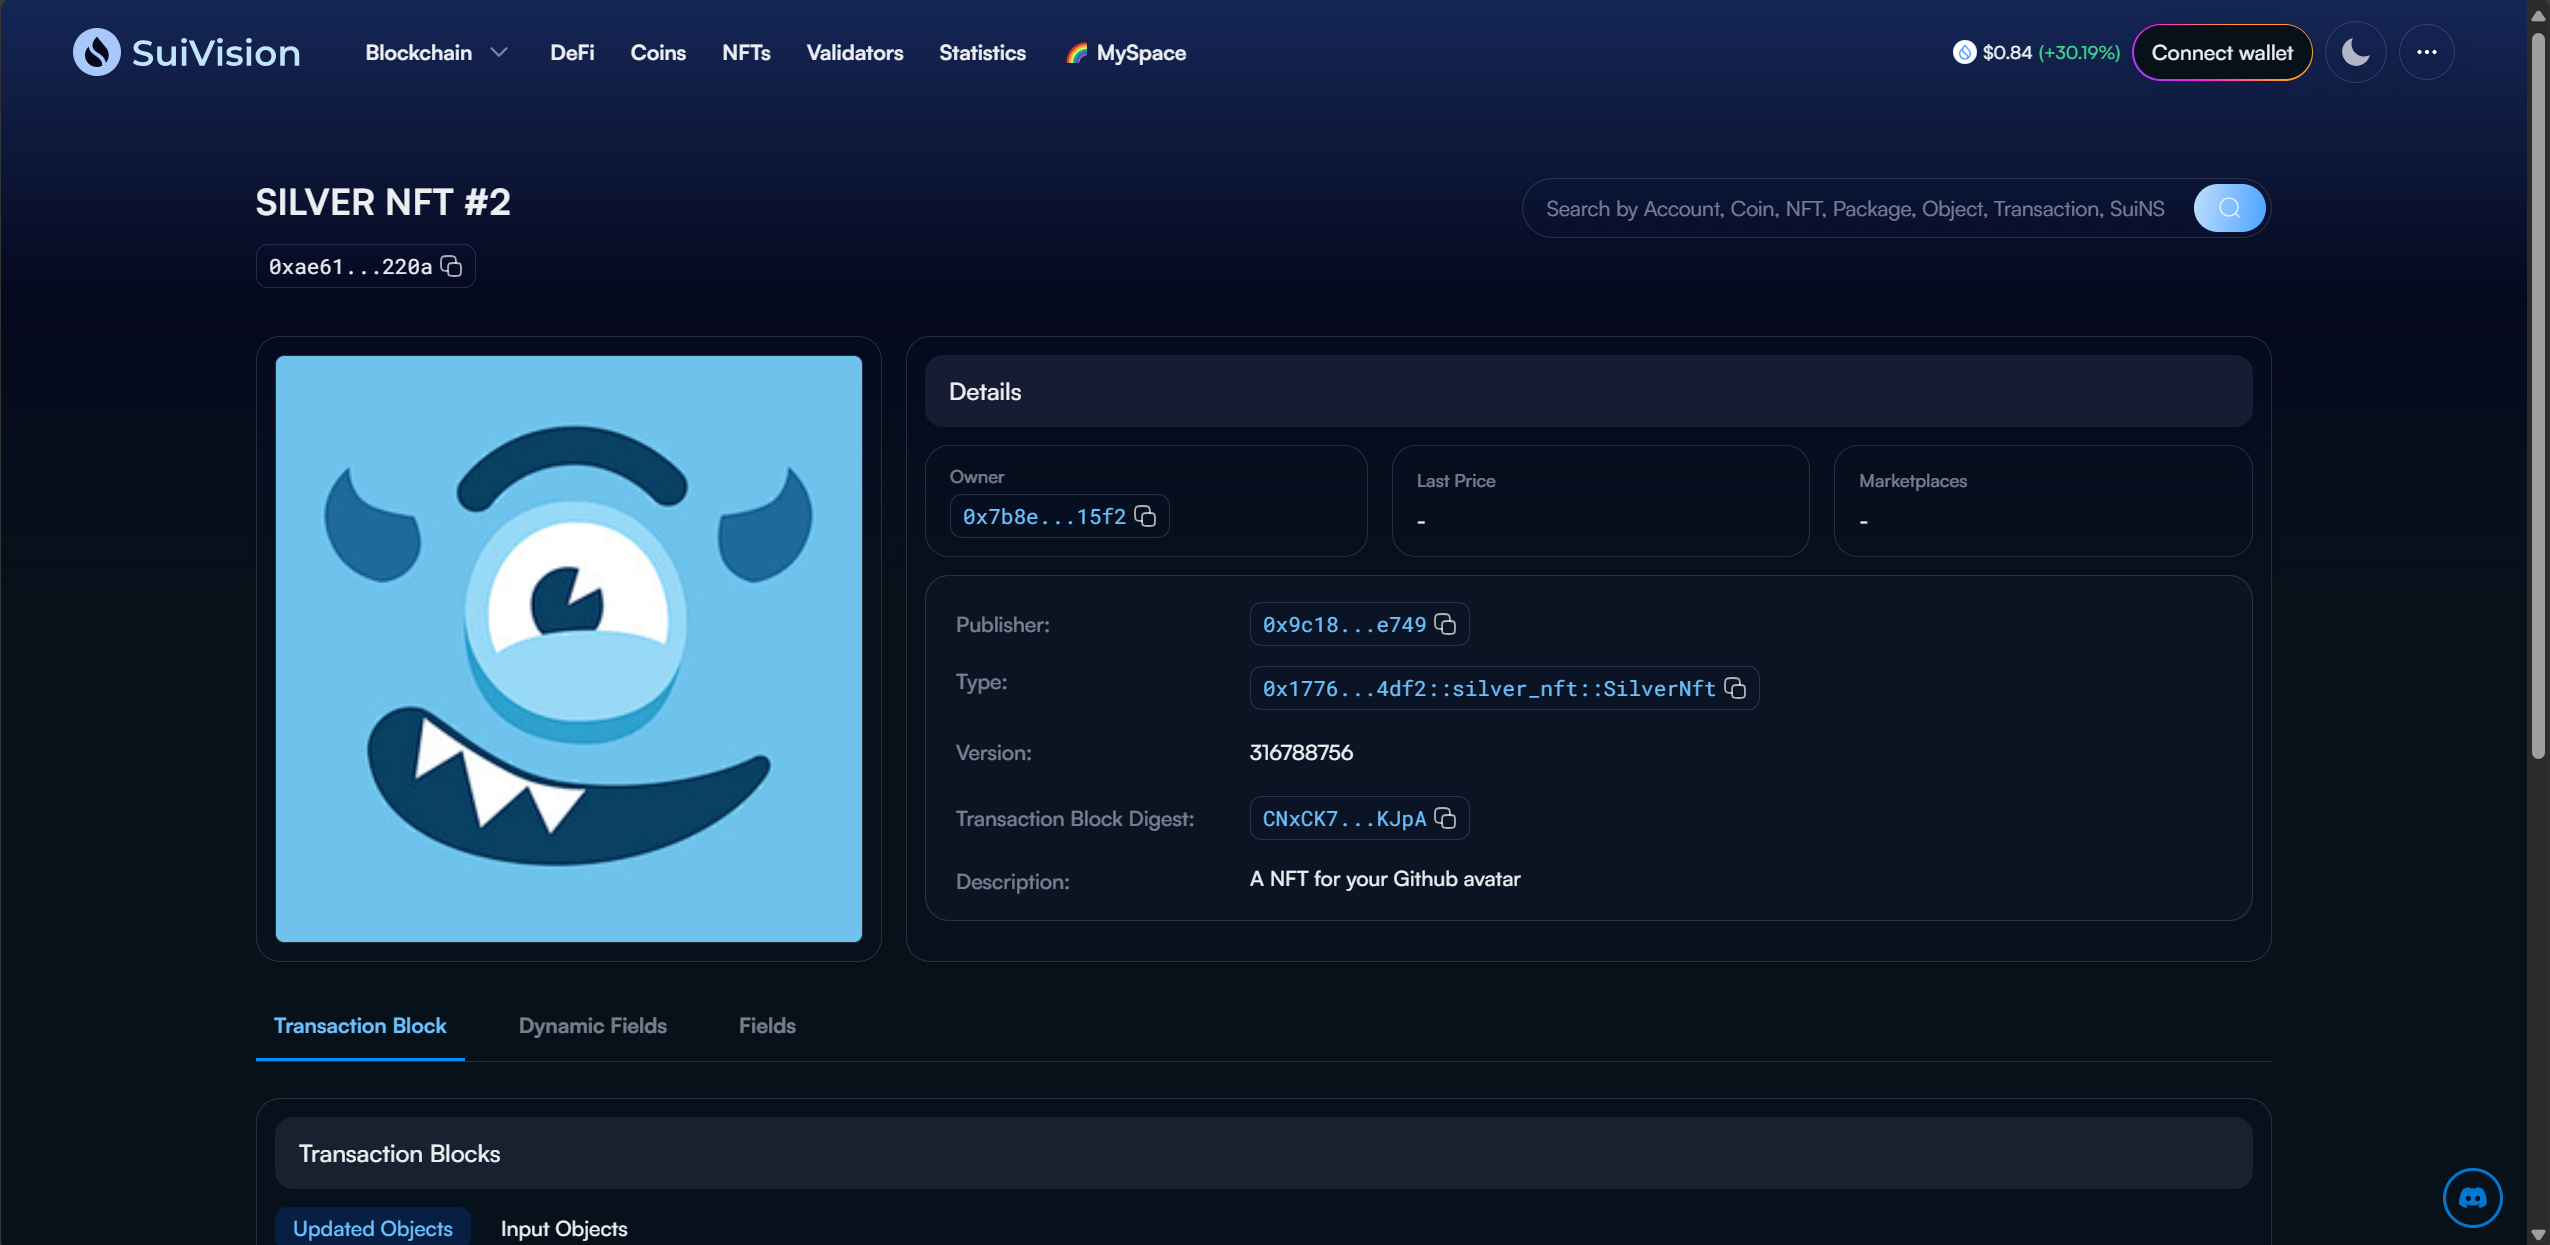 SuiVision
Blockchain DeFi Coins NFTs Validators Statistics MySpace
$0.84 (+30.19%) Connect wallet
SILVER NFT #2
Search by Account, Coin, NFT, Package, Object, Transaction, SuiNS
0xae61...220a
Details
Owner
0x7b8e...15f2
Last Price
-
Marketplaces
-
Publisher: 0x9c18...e749
Type: 0x1776...4df2::silver_nft::SilverNft
Version: 316788756
Transaction Block Digest: CNxCK7...KJpA
Description: A NFT for your Github avatar
Transaction Block Dynamic Fields Fields
Transaction Blocks
Updated Objects Input Objects